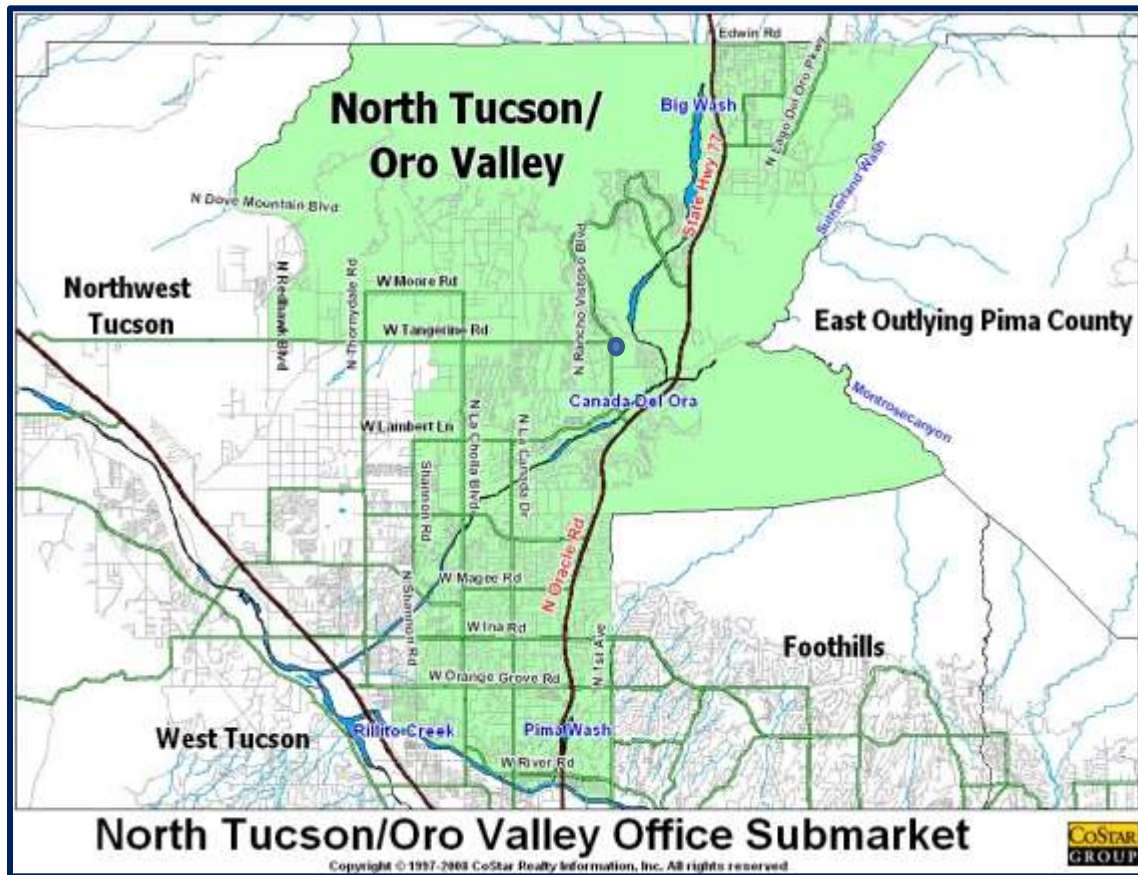 Edwin Rd
North Tucson/
Oro Valley
Big Wash
N Lago Del Oro Pkwy
State Hwy 77
Sutherland Wash
N Dove Mountain Blvd
N Rancho Vistoso Blvd
N Redhawk Blvd
N Thornydale Rd
W Moore Rd
Northwest
Tucson
W Tangerine Rd
East Outlying Pima County
Canada Del Ora
Montrosecanyon
W Lambert Ln
N La Cholla Blvd
N La Canada Dr
Shannon Rd
N Oracle Rd
W Magee Rd
N Shannon Rd
W Ina Rd
N 1st Ave
Foothills
W Orange Grove Rd
West Tucson
Rillito Creek
Pima Wash
W River Rd
North Tucson/Oro Valley Office Submarket
Copyright © 1997-2008 CoStar Realty Information, Inc. All rights reserved
COSTAR
GROUP